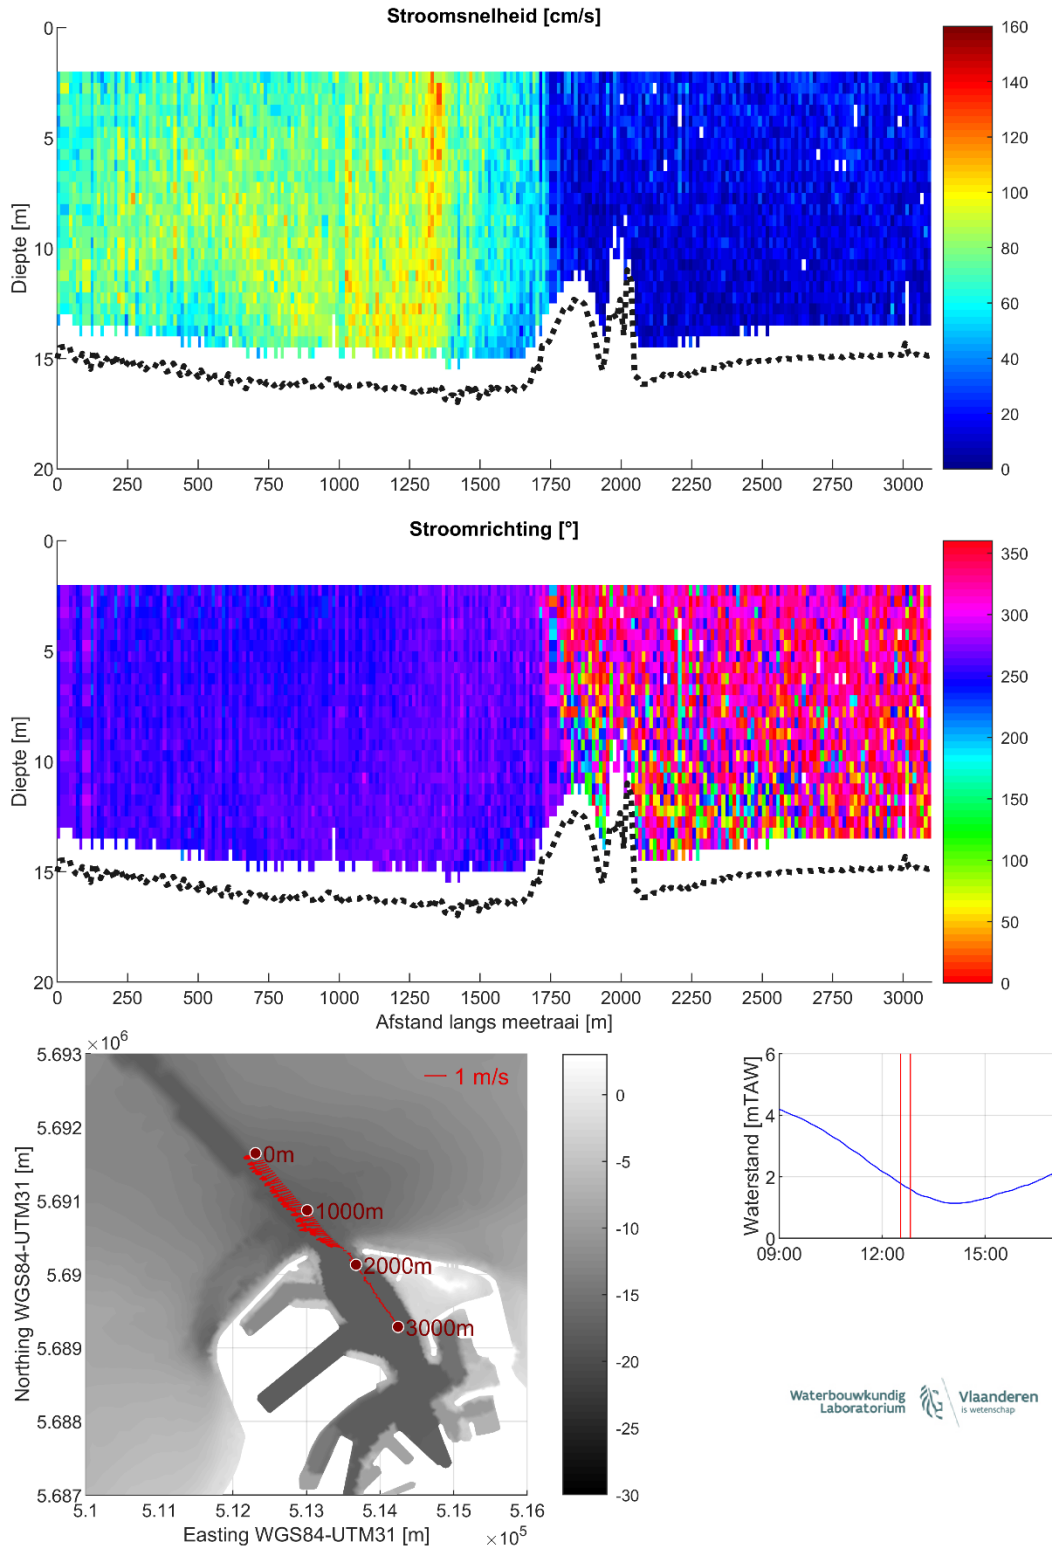 Stroomsnelheid [cm/s]
0
5
10
15
20
Diepte [m]
0 250 500 750 1000 1250 1500 1750 2000 2250 2500 2750 3000
160
140
120
100
80
60
40
20
0
Stroomrichting [°]
0
5
10
15
20
Diepte [m]
0 250 500 750 1000 1250 1500 1750 2000 2250 2500 2750 3000
Afstand langs meetraai [m]
350
300
250
200
150
100
50
0
×10⁶
5.693
5.692
5.691
5.69
5.689
5.688
5.687
Northing WGS84-UTM31 [m]
1 m/s
0m
1000m
2000m
3000m
5.1 5.11 5.12 5.13 5.14 5.15 5.16
Easting WGS84-UTM31 [m]
×10⁵
0
-5
-10
-15
-20
-25
-30
Waterstand [mTAW]
6
4
2
0
09:00 12:00 15:00
Waterbouwkundig
Laboratorium
Vlaanderen
is wetenschap